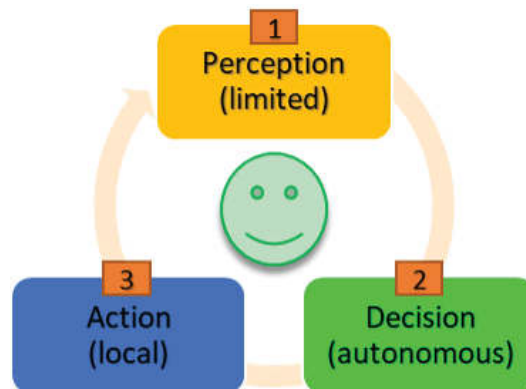 1
Perception
(limited)
2
Decision
(autonomous)
3
Action
(local)